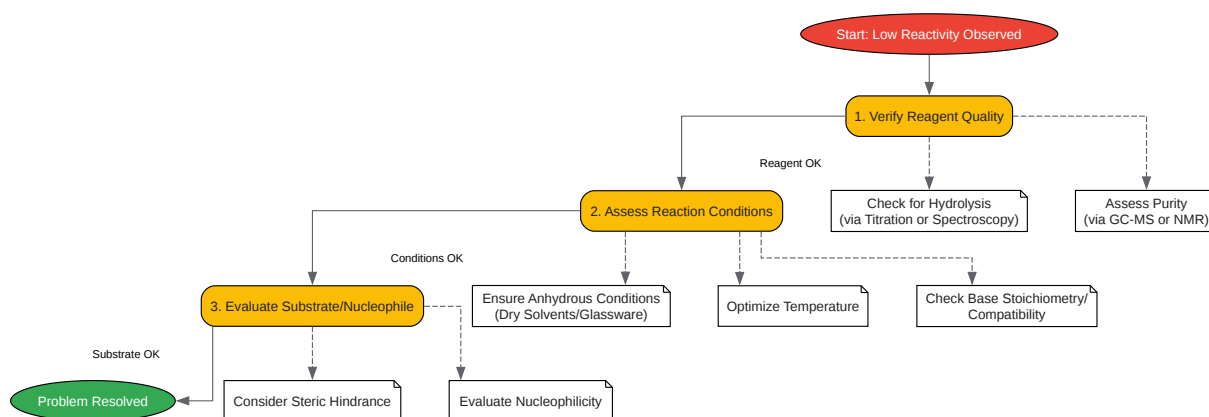 Start: Low Reactivity Observed
1. Verify Reagent Quality
Reagent OK
Check for Hydrolysis
(via Titration or Spectroscopy)
Assess Purity
(via GC-MS or NMR)
2. Assess Reaction Conditions
Conditions OK
Ensure Anhydrous Conditions
(Dry Solvents/Glassware)
Optimize Temperature
Check Base Stoichiometry/
Compatibility
3. Evaluate Substrate/Nucleophile
Substrate OK
Problem Resolved
Consider Steric Hindrance
Evaluate Nucleophilicity